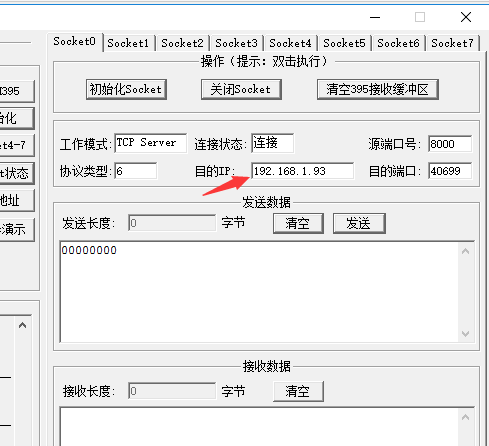 Socket0 Socket1 Socket2 Socket3 Socket4 Socket5 Socket6 Socket7
操作(提示：双击执行)
I395
初始化Socket 关闭Socket 清空395接收缓冲区
始化
et4-7
工作模式: TCP Server 连接状态: 连接 源端口号: 8000
t状态
协议类型: 6 目的IP: 192.168.1.93 目的端口: 40699
地址
发送数据
演示
发送长度: 0 字节 清空 发送
00000000
接收数据
接收长度: 0 字节 清空